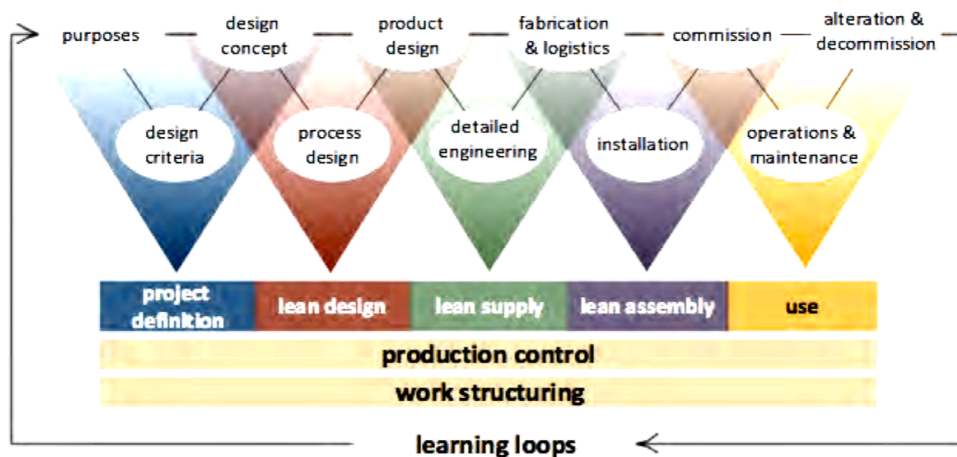 purposes
design
concept
product
design
fabrication
& logistics
commission
alteration &
decommission
design
criteria
process
design
detailed
engineering
installation
operations &
maintenance
project
definition
lean design
lean supply
lean assembly
use
production control
work structuring
learning loops